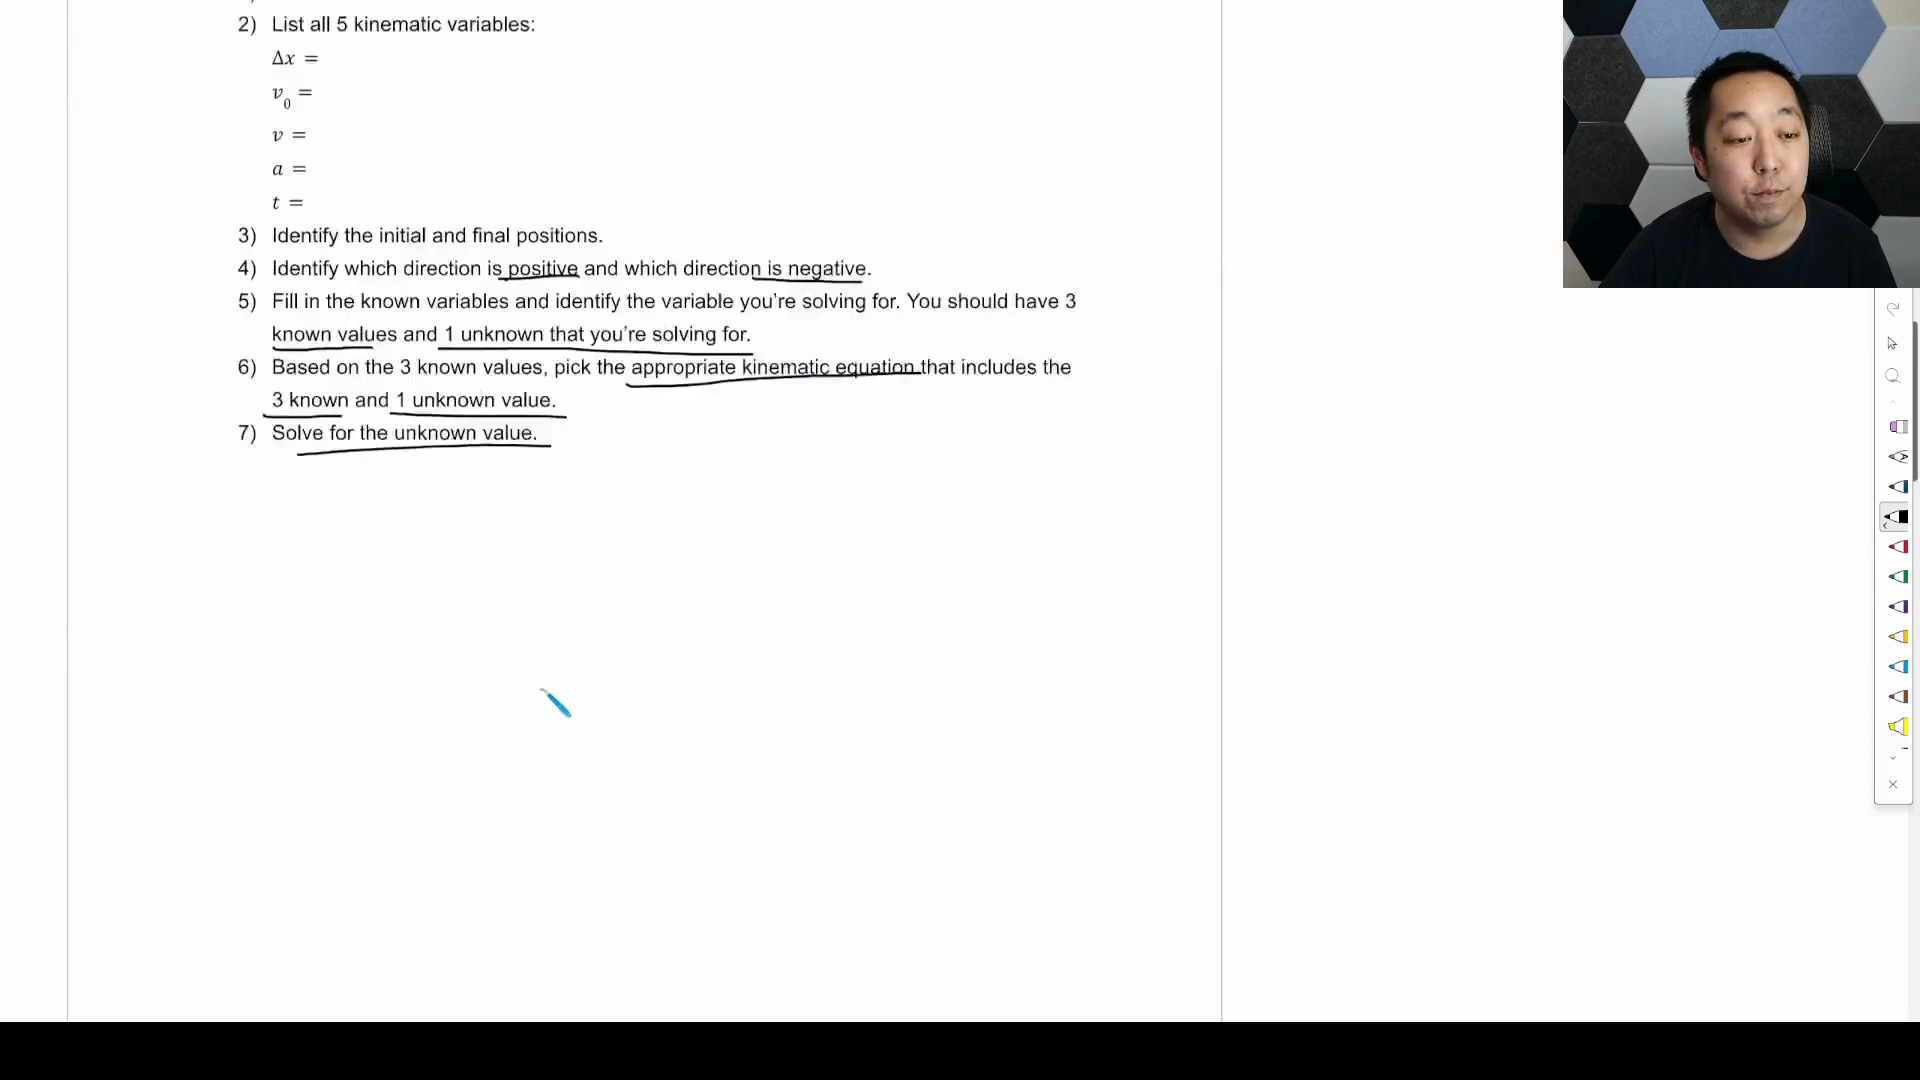 2) List all 5 kinematic variables:
Δx =
v₀ =
v =
a =
t =
3) Identify the initial and final positions.
4) Identify which direction is positive and which direction is negative.
5) Fill in the known variables and identify the variable you're solving for. You should have 3
known values and 1 unknown that you're solving for.
6) Based on the 3 known values, pick the appropriate kinematic equation that includes the
3 known and 1 unknown value.
7) Solve for the unknown value.